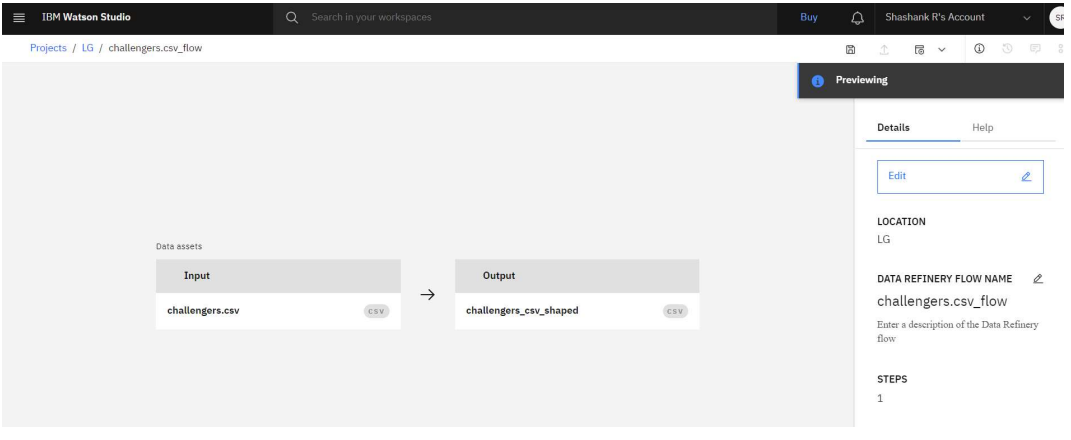 IBM Watson Studio
Search in your workspaces
Buy
Shashank R's Account
SR
Projects / LG / challengers.csv_flow
Previewing
Details
Help
Edit
LOCATION
LG
Data assets
Input
Output
DATA REFINERY FLOW NAME
challengers.csv
CSV
challengers_csv_shaped
CSV
challengers.csv_flow
Enter a description of the Data Refinery
flow
STEPS
1